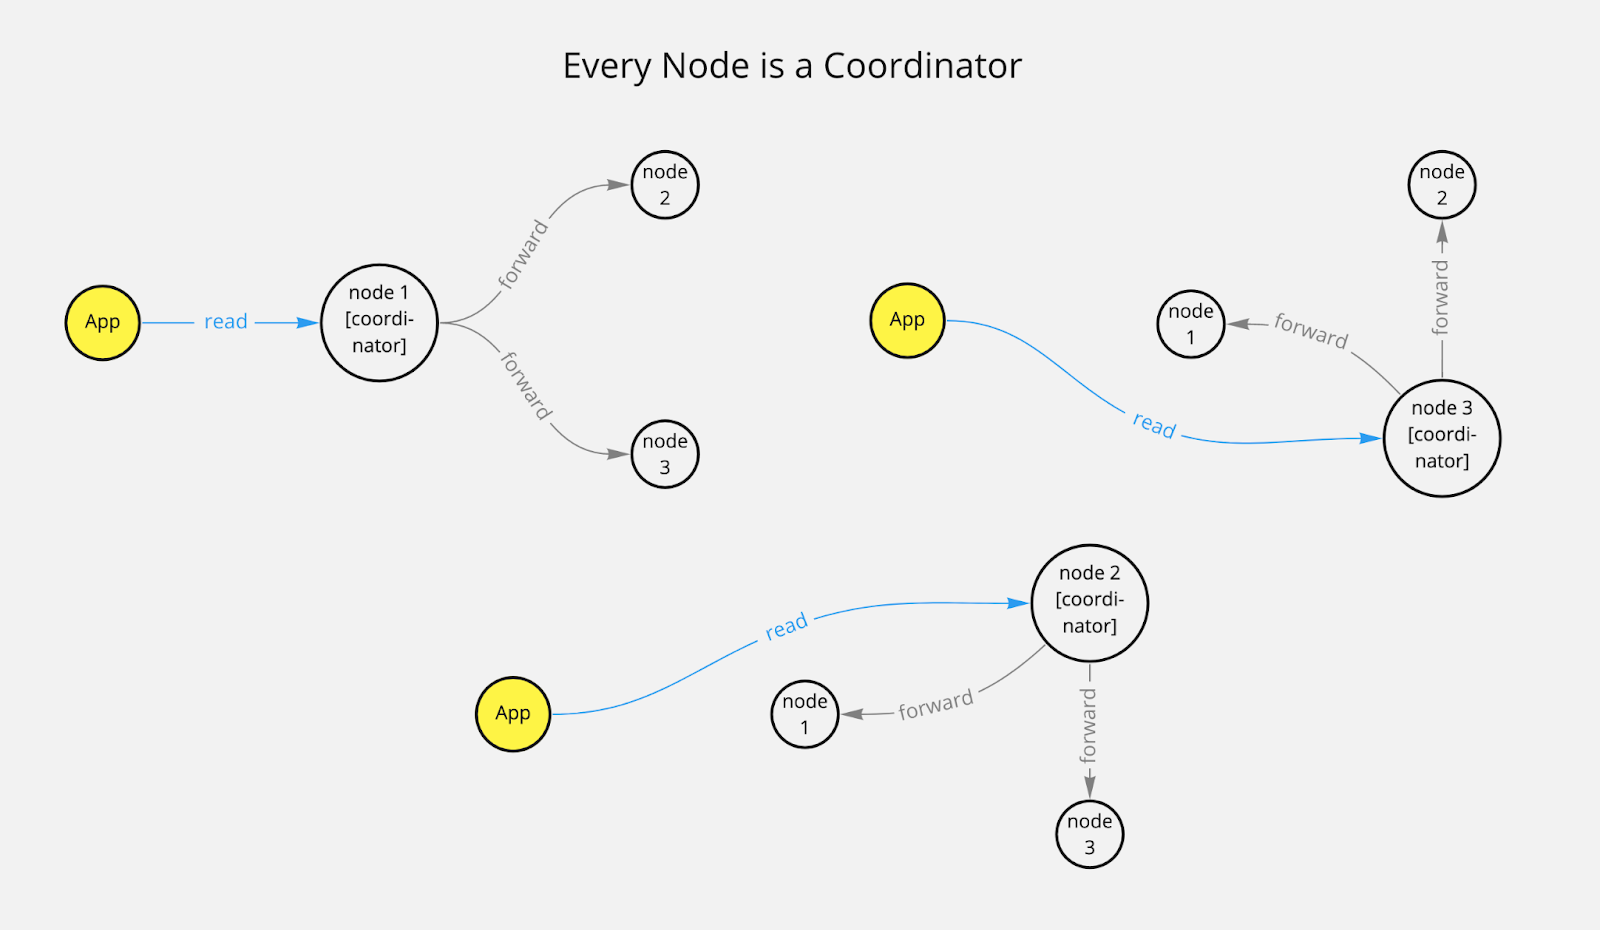 Every Node is a Coordinator
App
read
node 1
[coordi-
nator]
forward
node
2
forward
node
3
App
read
node 3
[coordi-
nator]
forward
node
1
forward
node
2
App
read
node 2
[coordi-
nator]
forward
node
1
forward
node
3